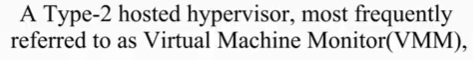 A Type-2 hosted hypervisor, most frequently
referred to as Virtual Machine Monitor(VMM),